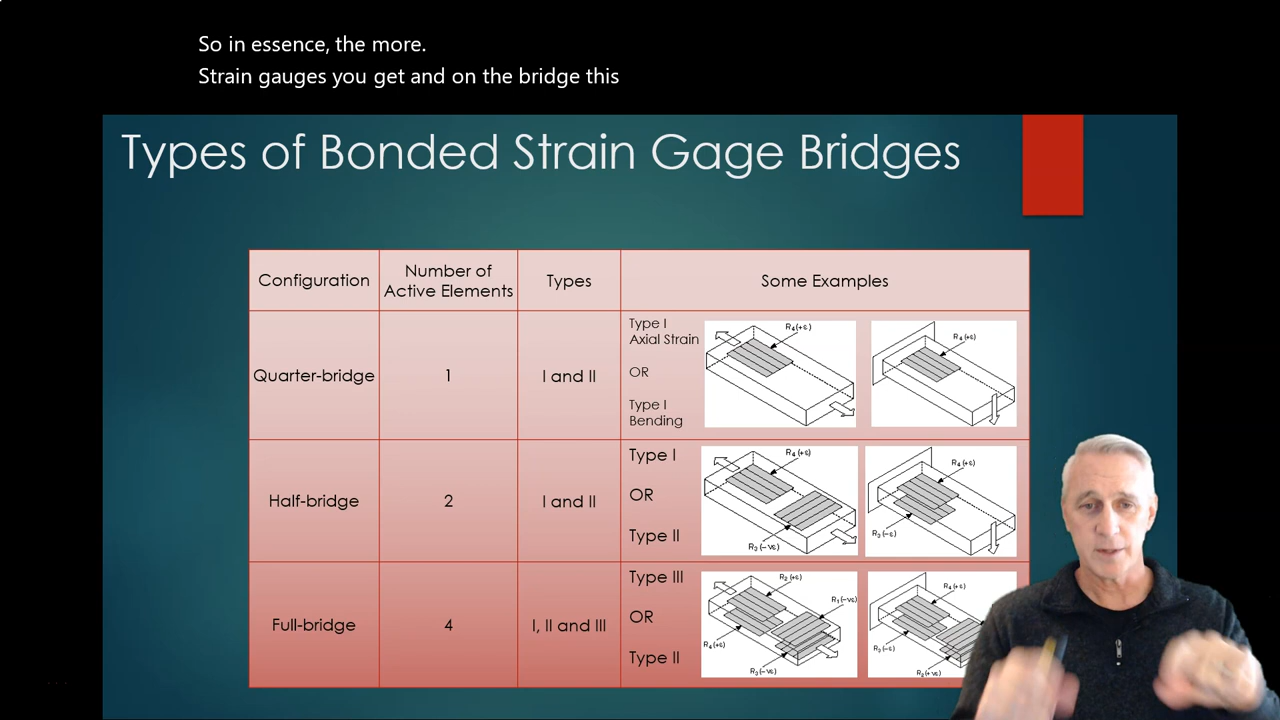 So in essence, the more.
Strain gauges you get and on the bridge this
Types of Bonded Strain Gage Bridges
Configuration
Number of
Active Elements
Types
Some Examples
Quarter-bridge
1
I and II
Type I
Axial Strain
OR
Type I
Bending
R₄(+ε)
R₄(+ε)
Half-bridge
2
I and II
Type I
OR
Type II
R₄(+ε)
R₃(−νε)
R₄(+ε)
R₃(−ε)
Full-bridge
4
I, II and III
Type III
OR
Type II
R₂(+ε)
R₁(−νε)
R₄(+ε)
R₃(−νε)
R₄(+ε)
R₃(−ε)
R₂(+νε)